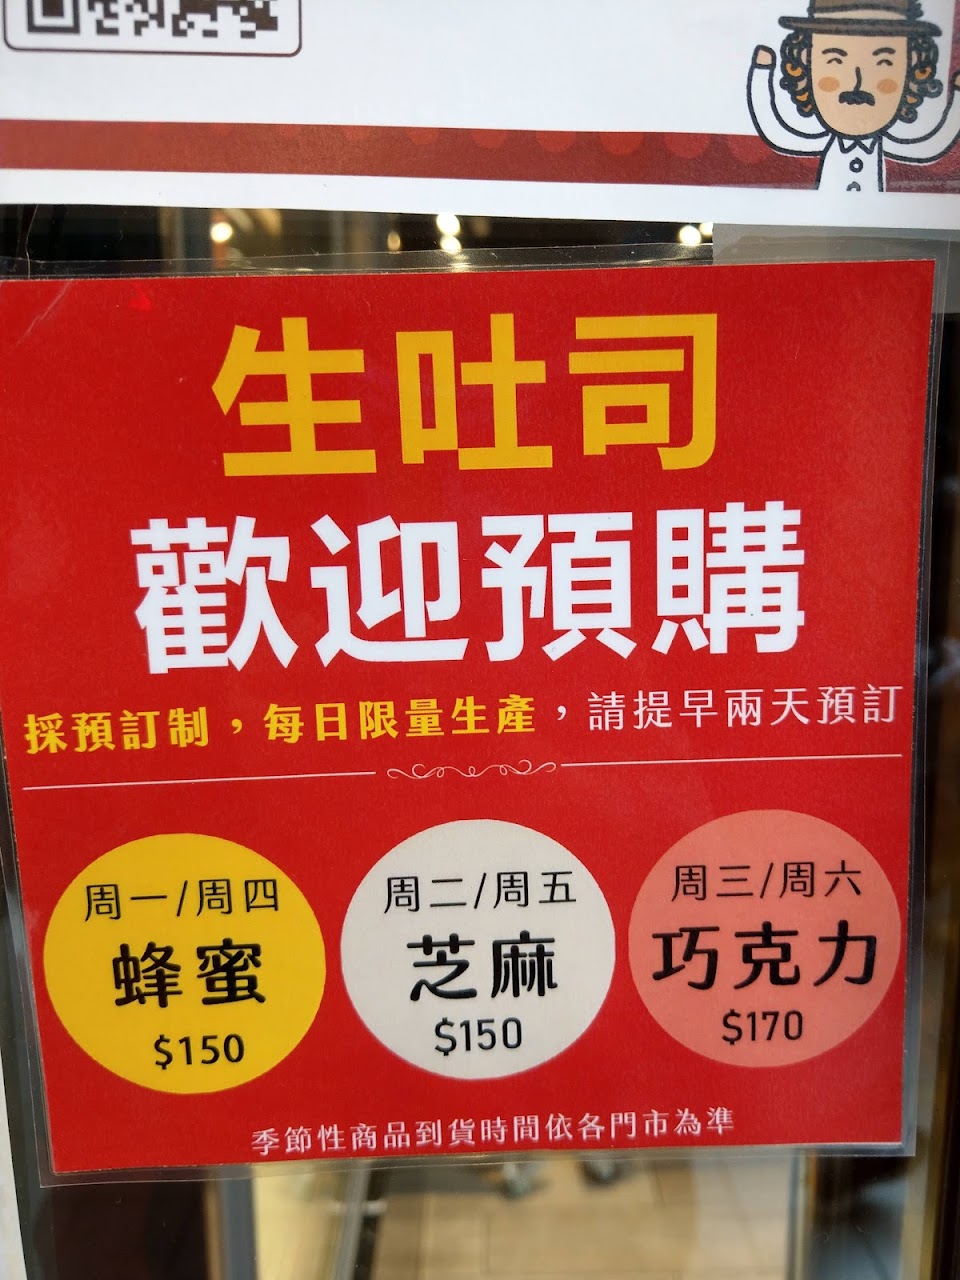 生吐司
歡迎預購
採預訂制，每日限量生產，請提早兩天預訂
周一/周四
蜂蜜
$150
周二/周五
芝麻
$150
周三/周六
巧克力
$170
季節性商品到貨時間依各門市為準